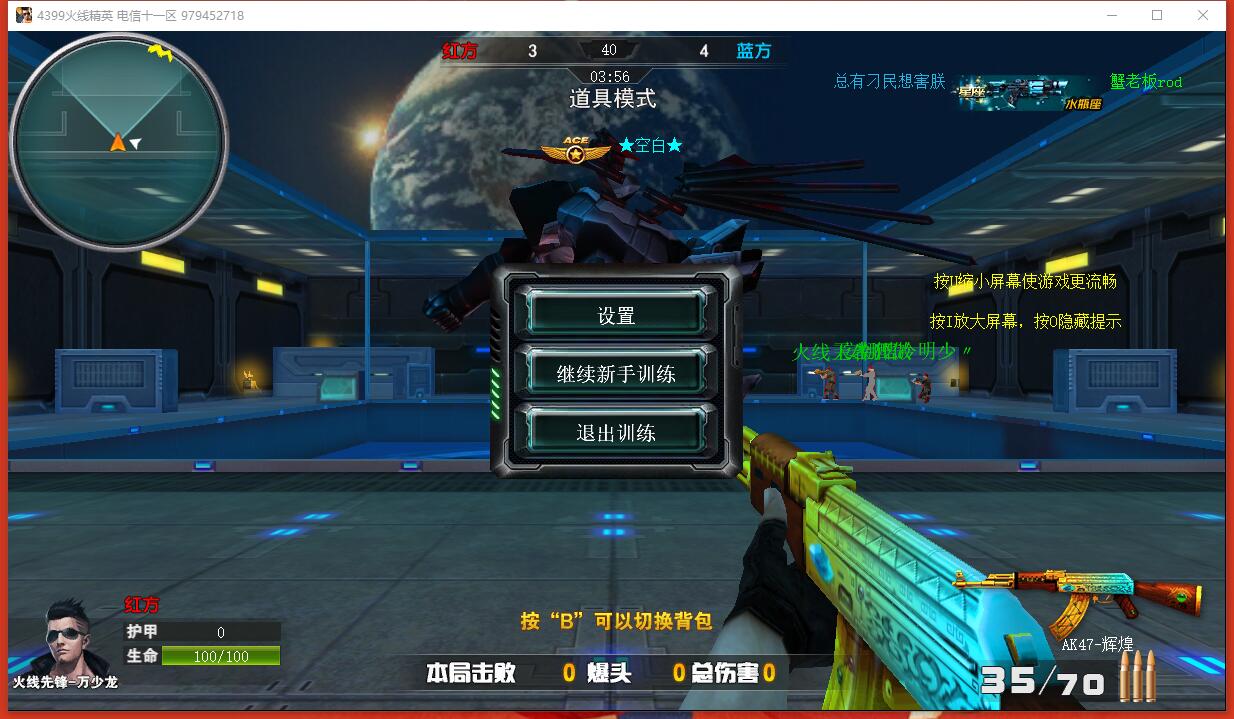 4399火线精英 电信十一区 979452718
红方 3 40 4 蓝方
03:56
道具模式
总有刁民想害朕 星座 水瓶座 蟹老板rod
ACE ★空白★
按U缩小屏幕使游戏更流畅
按I放大屏幕，按O隐藏提示
设置
继续新手训练
退出训练
红方
护甲 0
生命 100/100
火线先锋-万少龙
按“B”可以切换背包
本局击败 0 爆头 0 总伤害 0
AK47-辉煌
35/70